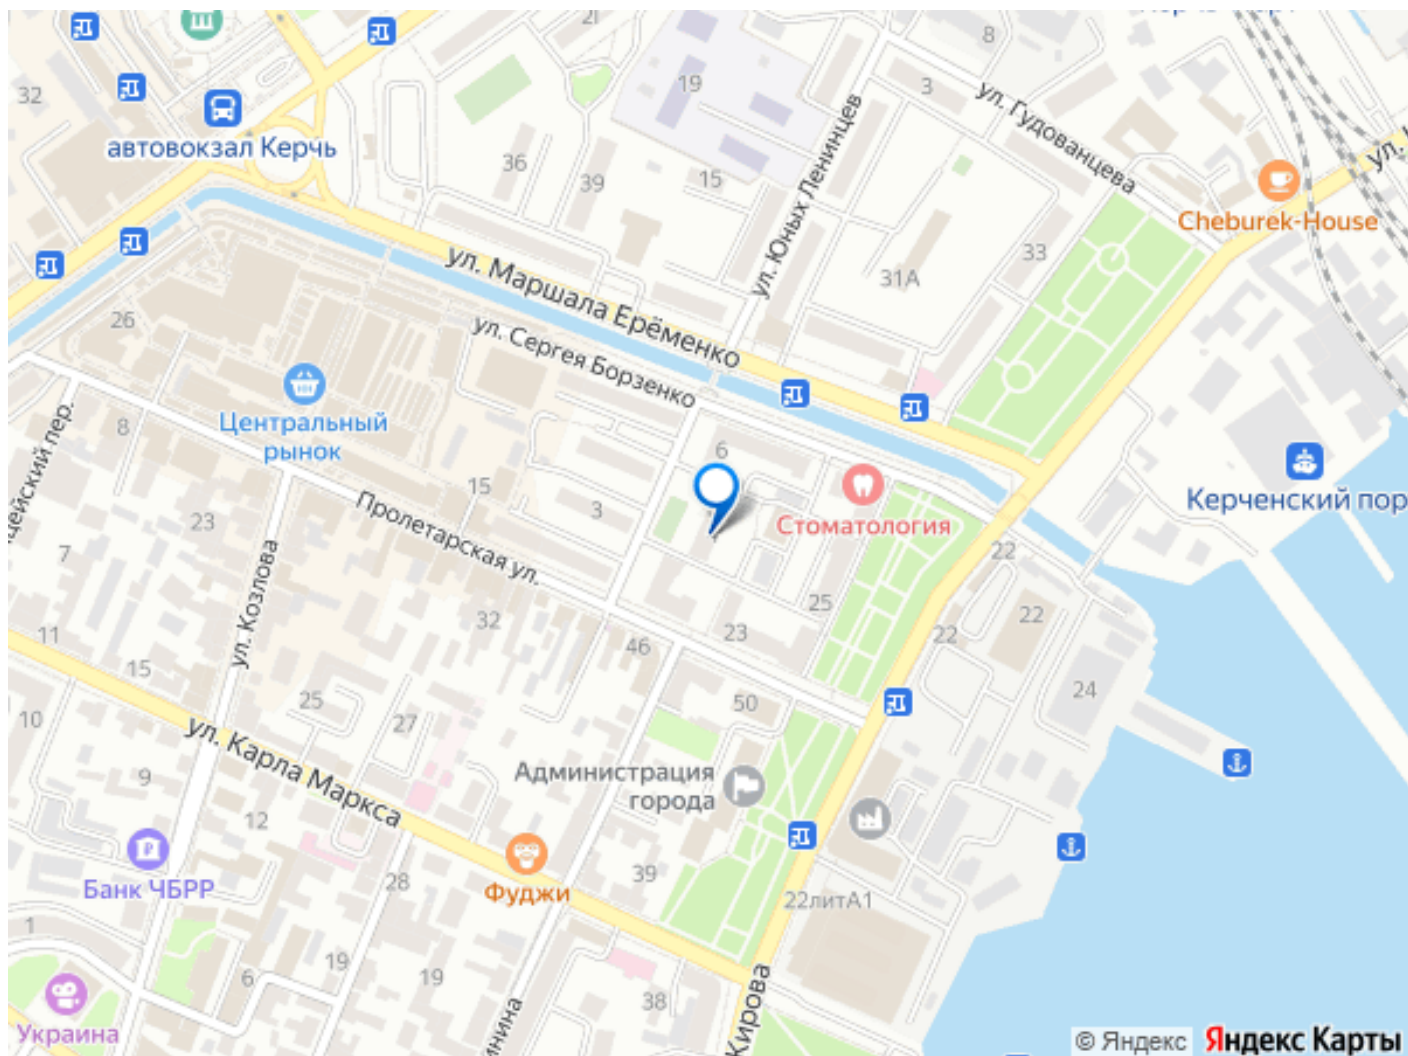 21
8
32
19
3
ул. Гудованцева
автовокзал Керчь
36
39
15
ул. Юных Ленинцев
Cheburek-House
33
31А
ул. Маршала Ерёменко
ул. Сергея Борзенко
26
Центральный
рынок
8
6
15
3
23
7
Стоматология
Керченский пор
22
Пролетарская ул.
ул. Козлова
32
46
23
25
22
22
24
11
15
25
27
50
10
9
ул. Карла Маркса
Администрация
города
12
Банк ЧБРР
28
Фуджи
39
22литА1
1
6
19
19
38
Украина
Кирова
© Яндекс
Яндекс Карты